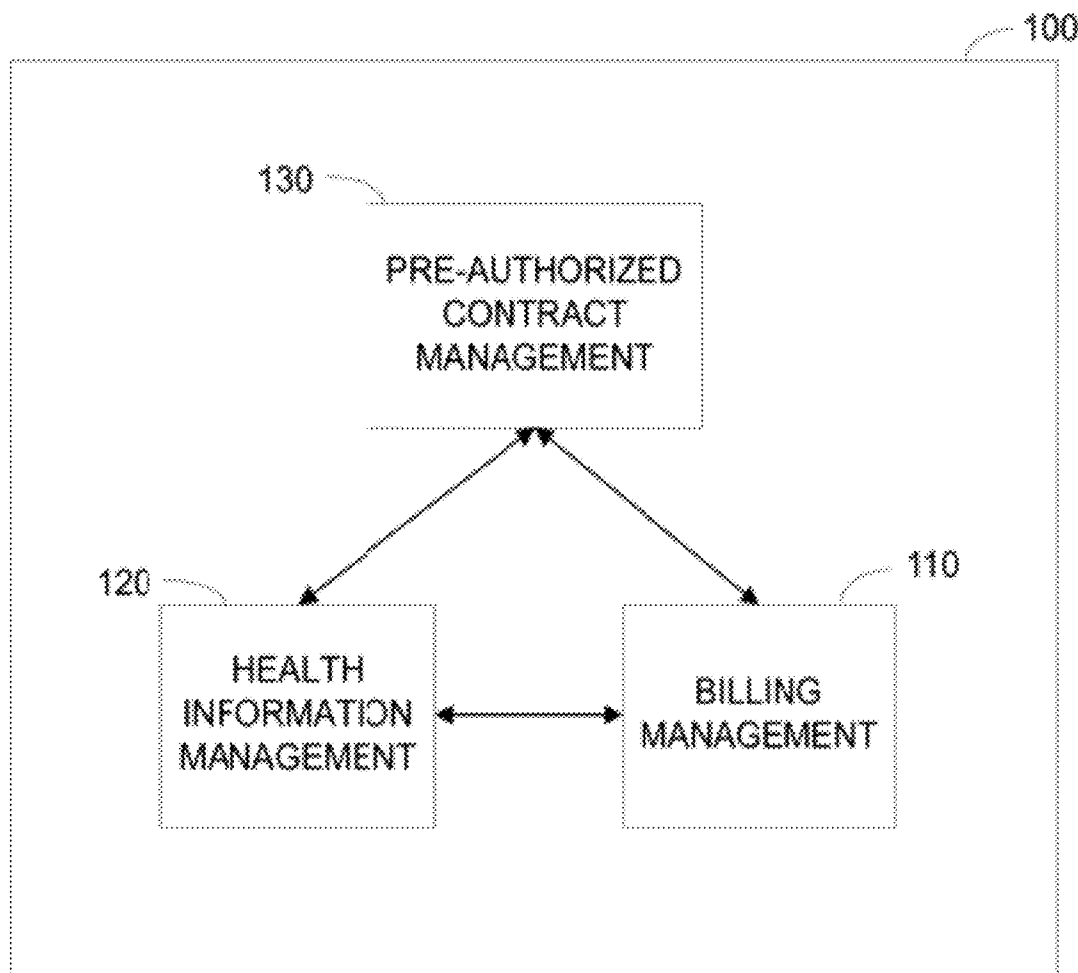 100
130
PRE-AUTHORIZED
CONTRACT
MANAGEMENT
120
110
HEALTH
INFORMATION
MANAGEMENT
BILLING
MANAGEMENT